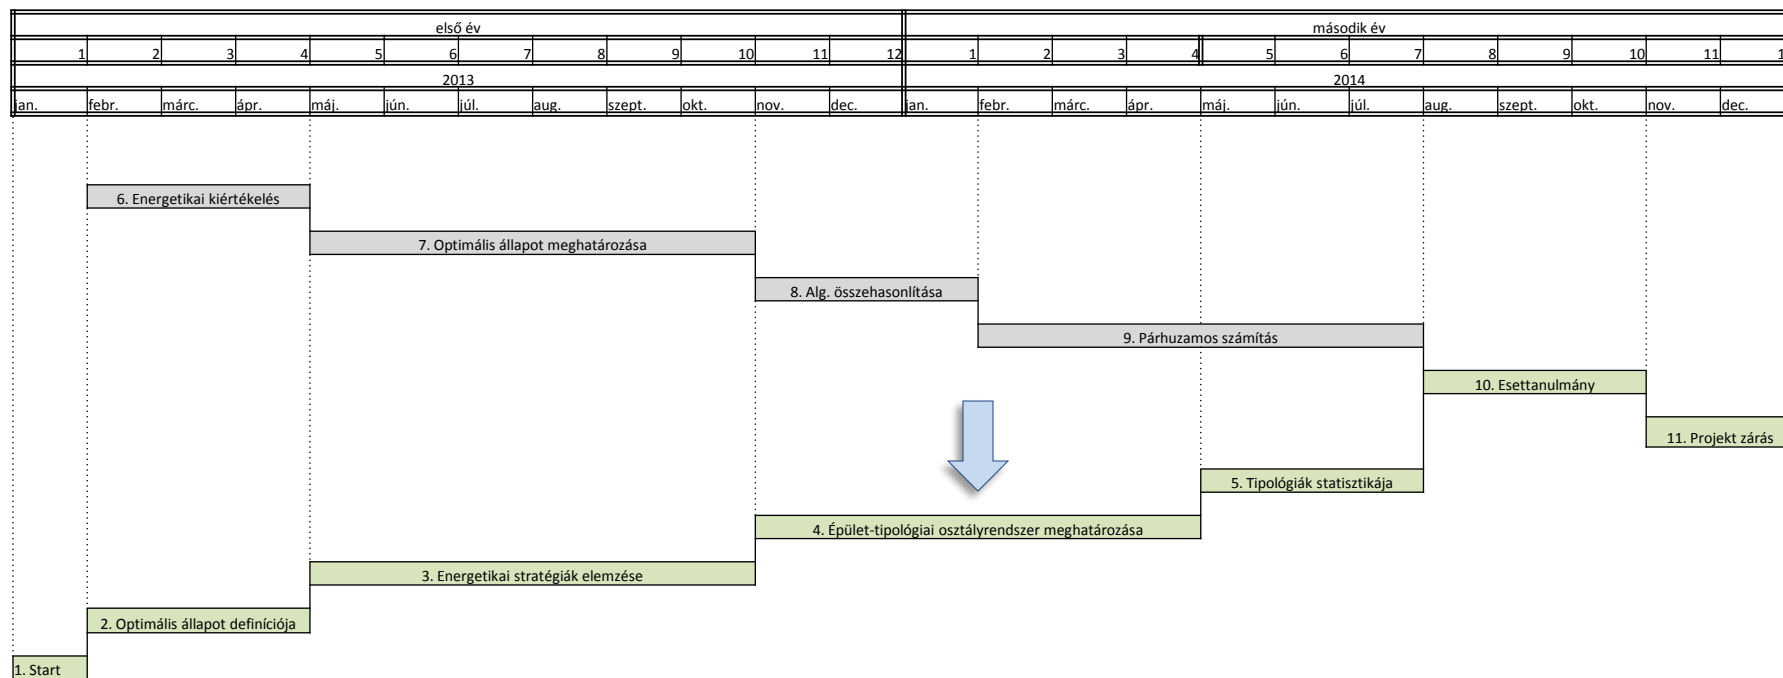 első év második év
1 2 3 4 5 6 7 8 9 10 11 12 1 2 3 4 5 6 7 8 9 10 11
2013 2014
jan. febr. márc. ápr. máj. jún. júl. aug. szept. okt. nov. dec. jan. febr. márc. ápr. máj. jún. júl. aug. szept. okt. nov. dec.
6. Energetikai kiértékelés
7. Optimális állapot meghatározása
8. Alg. összehasonlítása
9. Párhuzamos számítás
10. Esettanulmány
11. Projekt zárás
5. Tipológiák statisztikája
4. Épület-tipológiai osztályrendszer meghatározása
3. Energetikai stratégiák elemzése
2. Optimális állapot definíciója
1. Start